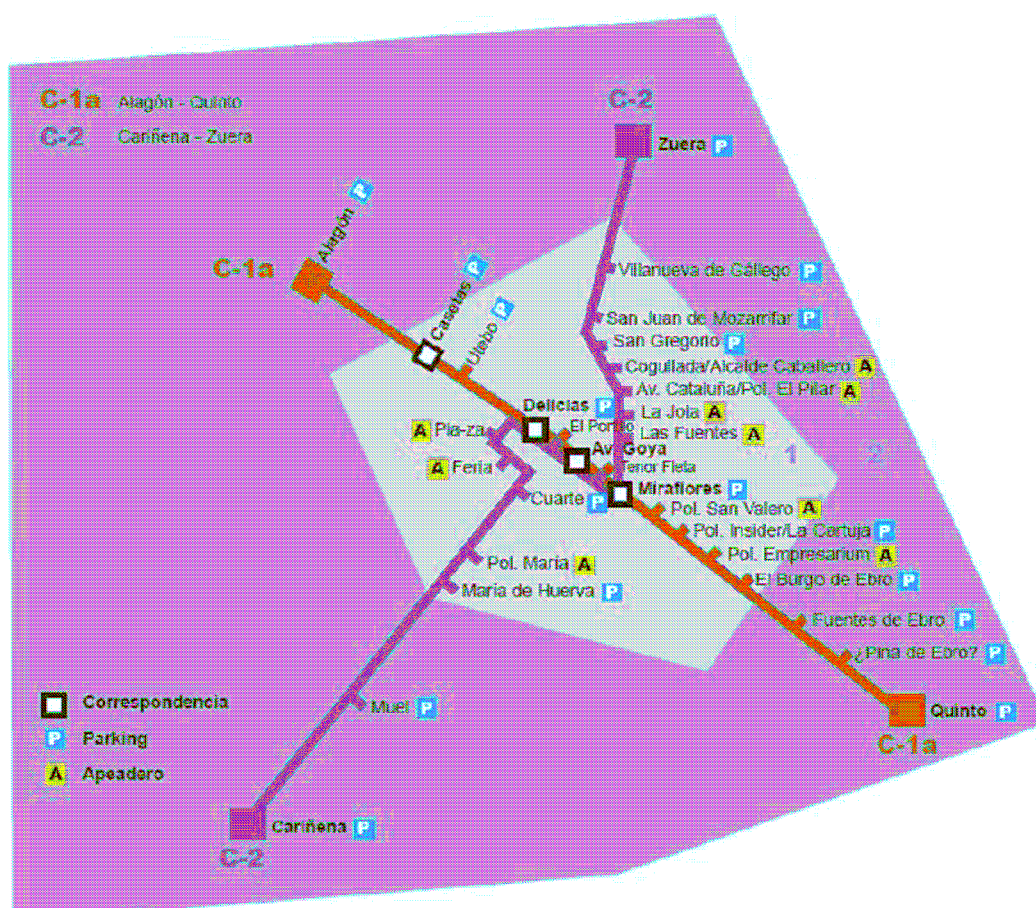 C-1a Alagón - Quinto
C-2 Cariñena - Zuera
C-2
Zuera P
Alagón P
C-1a
Casetas P
Utebo P
Villanueva de Gállego P
San Juan de Mozarrifar P
San Gregorio P
Cogullada/Alcalde Caballero A
Av. Cataluña/Pol. El Pilar A
Delicias P
La Jota A
El Portillo
Las Fuentes A
A Pla-za
Av. Goya
1 2
A Feria
Tenor Fleta
Miraflores P
Cuarte P
Pol. San Valero A
Pol. Insider/La Cartuja P
Pol. Empresarium A
Pol. María A
El Burgo de Ebro P
María de Huerva P
Fuentes de Ebro P
¿Pina de Ebro? P
Muel P
Quinto P
C-1a
Correspondencia
P Parking
A Apeadero
Cariñena P
C-2